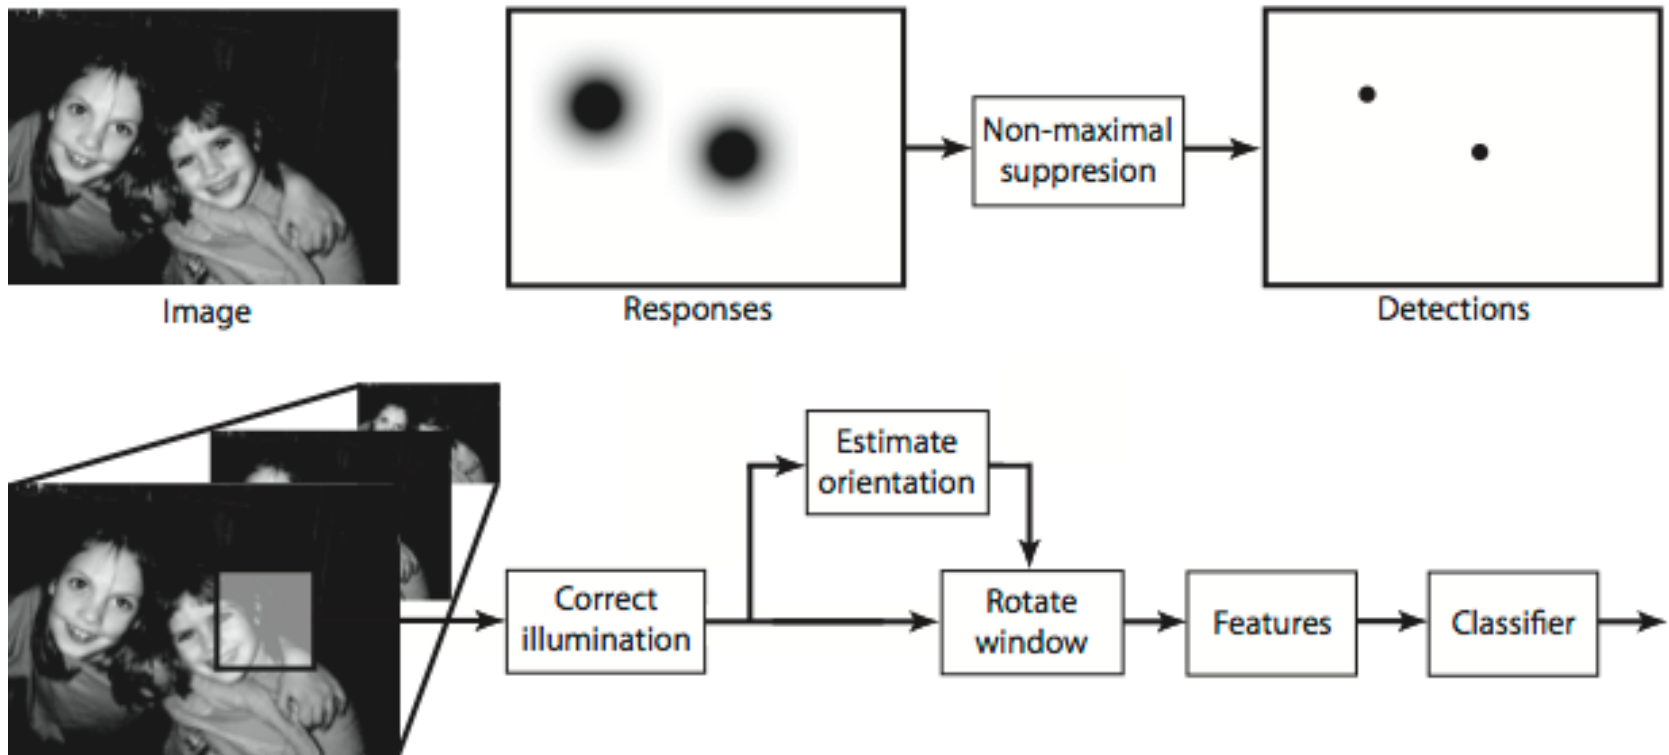 Non-maximal
suppresion
Image
Responses
Detections
Estimate
orientation
Correct
illumination
Rotate
window
Features
Classifier